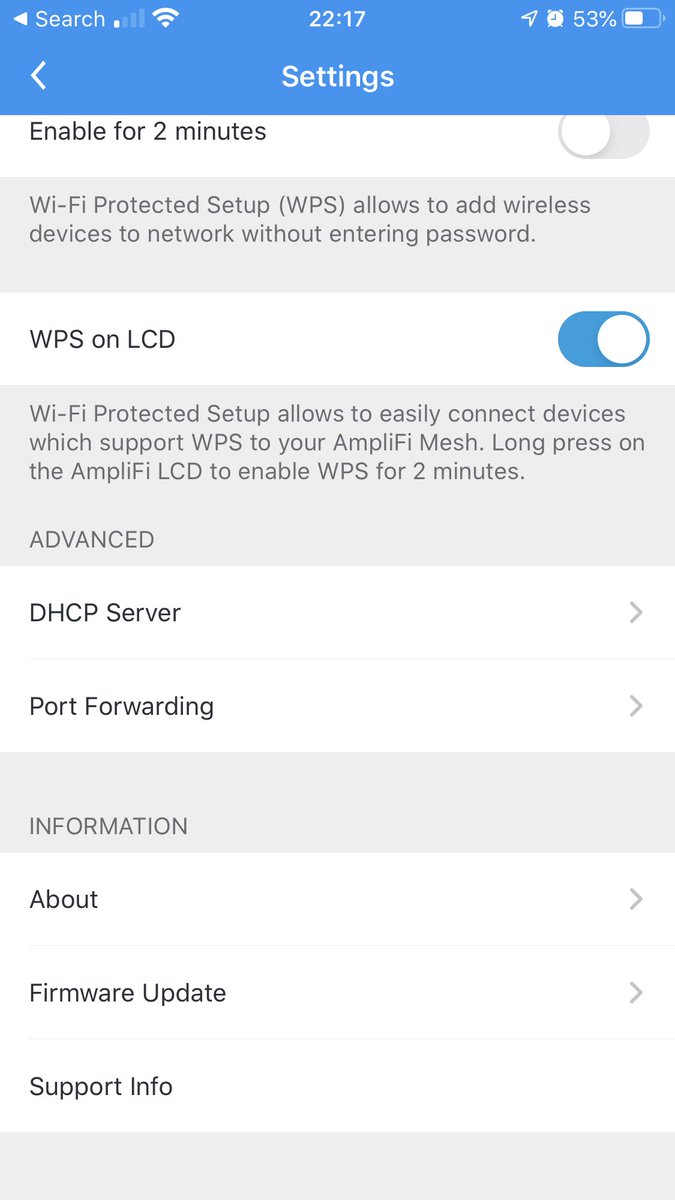 Search
22:17
53%
Settings
Enable for 2 minutes
Wi-Fi Protected Setup (WPS) allows to add wireless
devices to network without entering password.
WPS on LCD
Wi-Fi Protected Setup allows to easily connect devices
which support WPS to your AmpliFi Mesh. Long press on
the AmpliFi LCD to enable WPS for 2 minutes.
ADVANCED
DHCP Server
Port Forwarding
INFORMATION
About
Firmware Update
Support Info